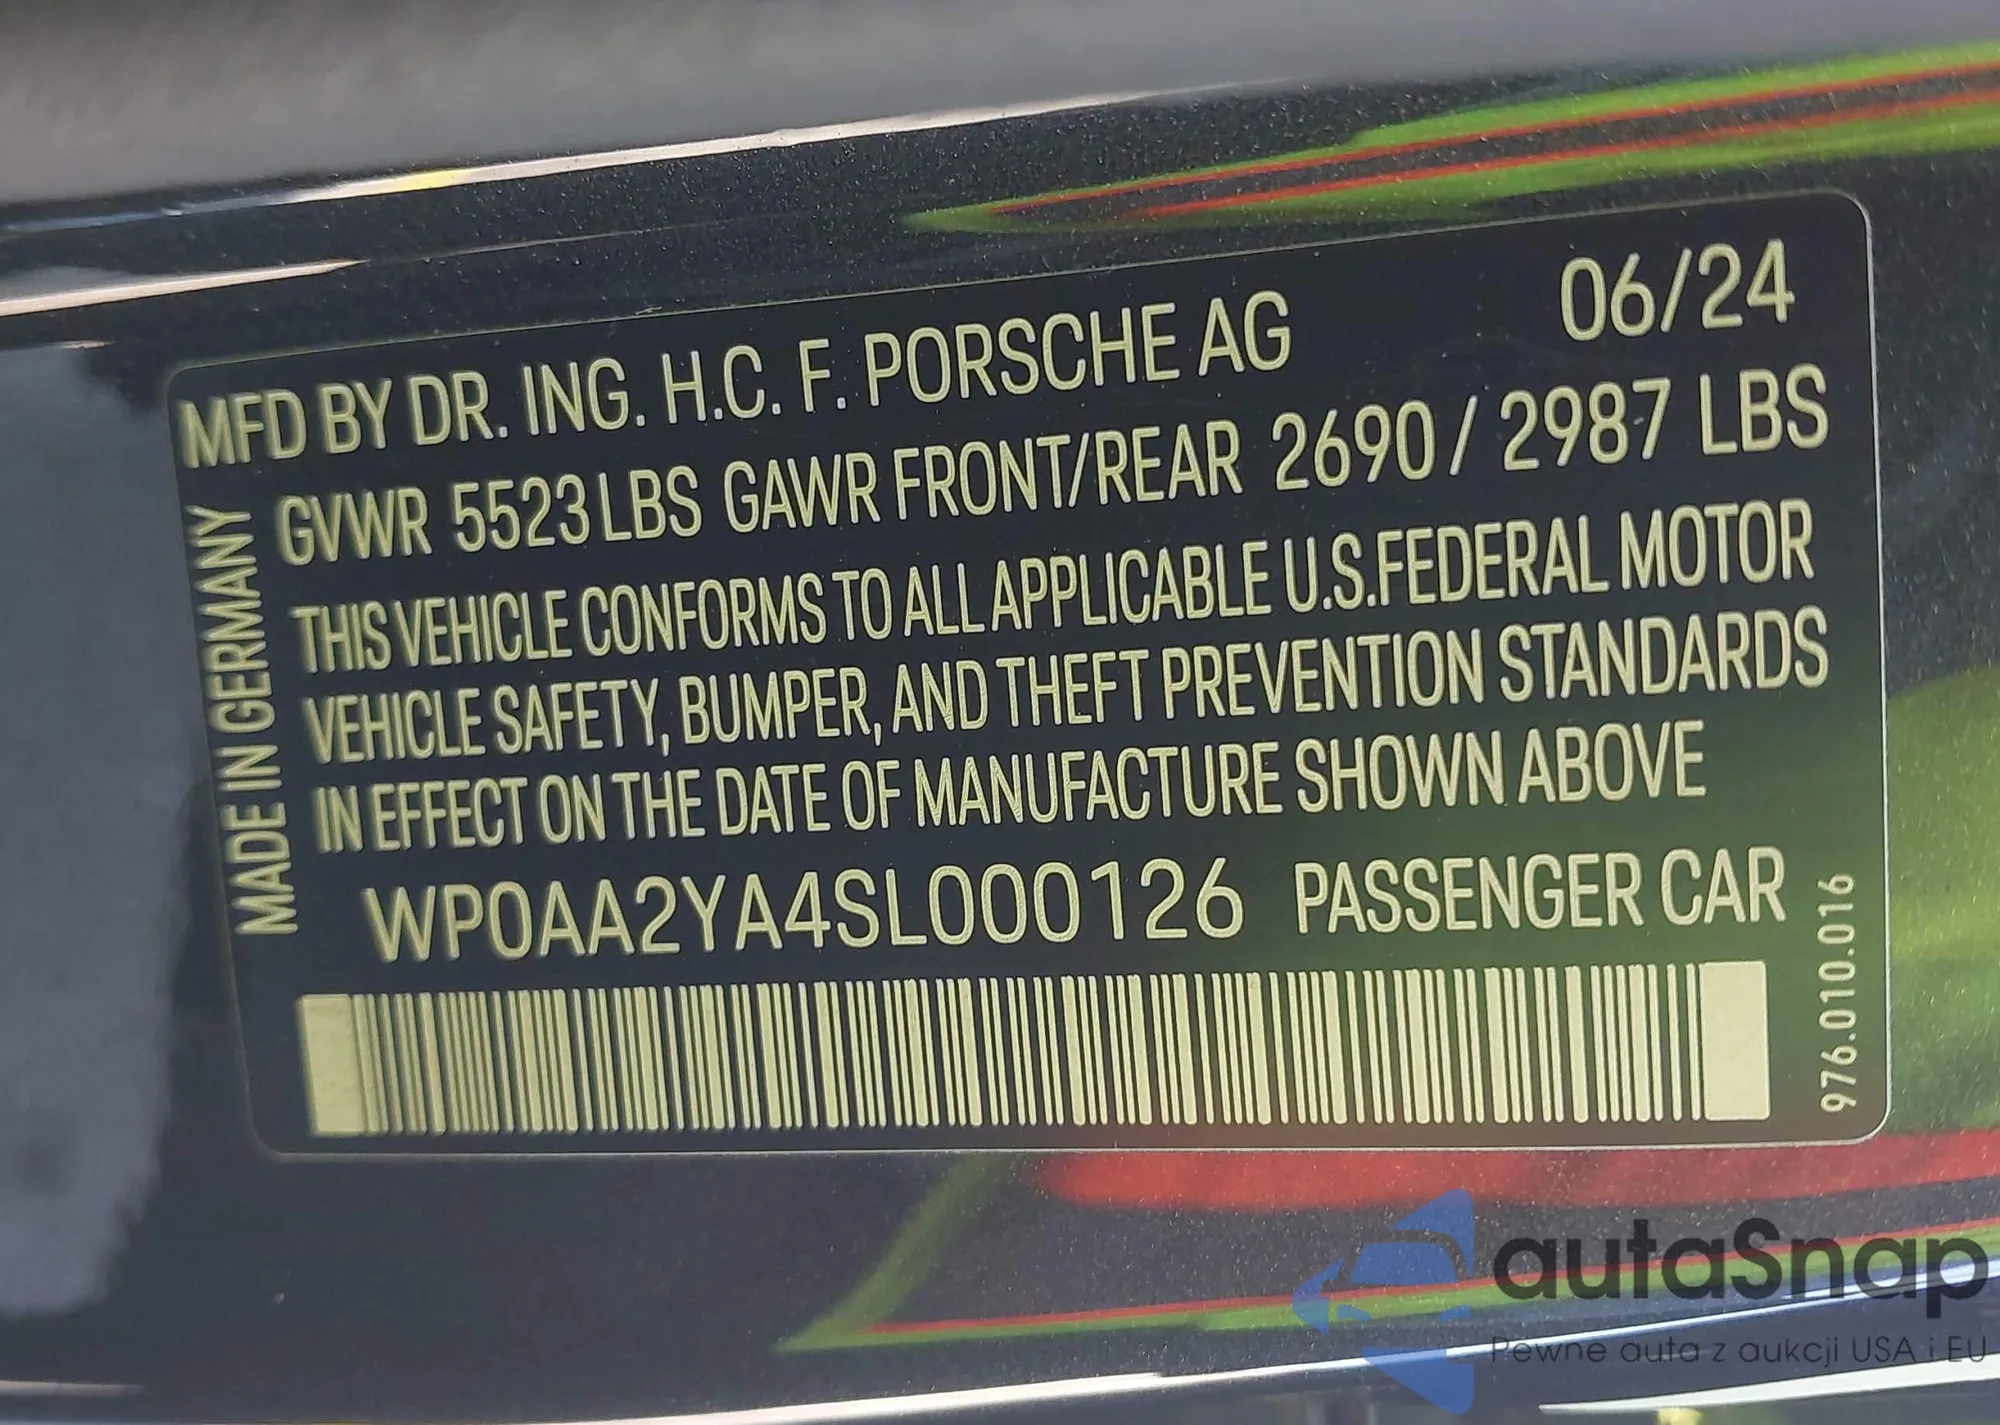 MFD BY DR. ING. H.C. F. PORSCHE AG 06/24
GVWR 5523 LBS GAWR FRONT/REAR 2690 / 2987 LBS
THIS VEHICLE CONFORMS TO ALL APPLICABLE U.S.FEDERAL MOTOR
VEHICLE SAFETY, BUMPER, AND THEFT PREVENTION STANDARDS
IN EFFECT ON THE DATE OF MANUFACTURE SHOWN ABOVE
WP0AA2YA4SL000126 PASSENGER CAR
MADE IN GERMANY
976.010.016
autaSnap
Pewne auta z aukcji USA i EU